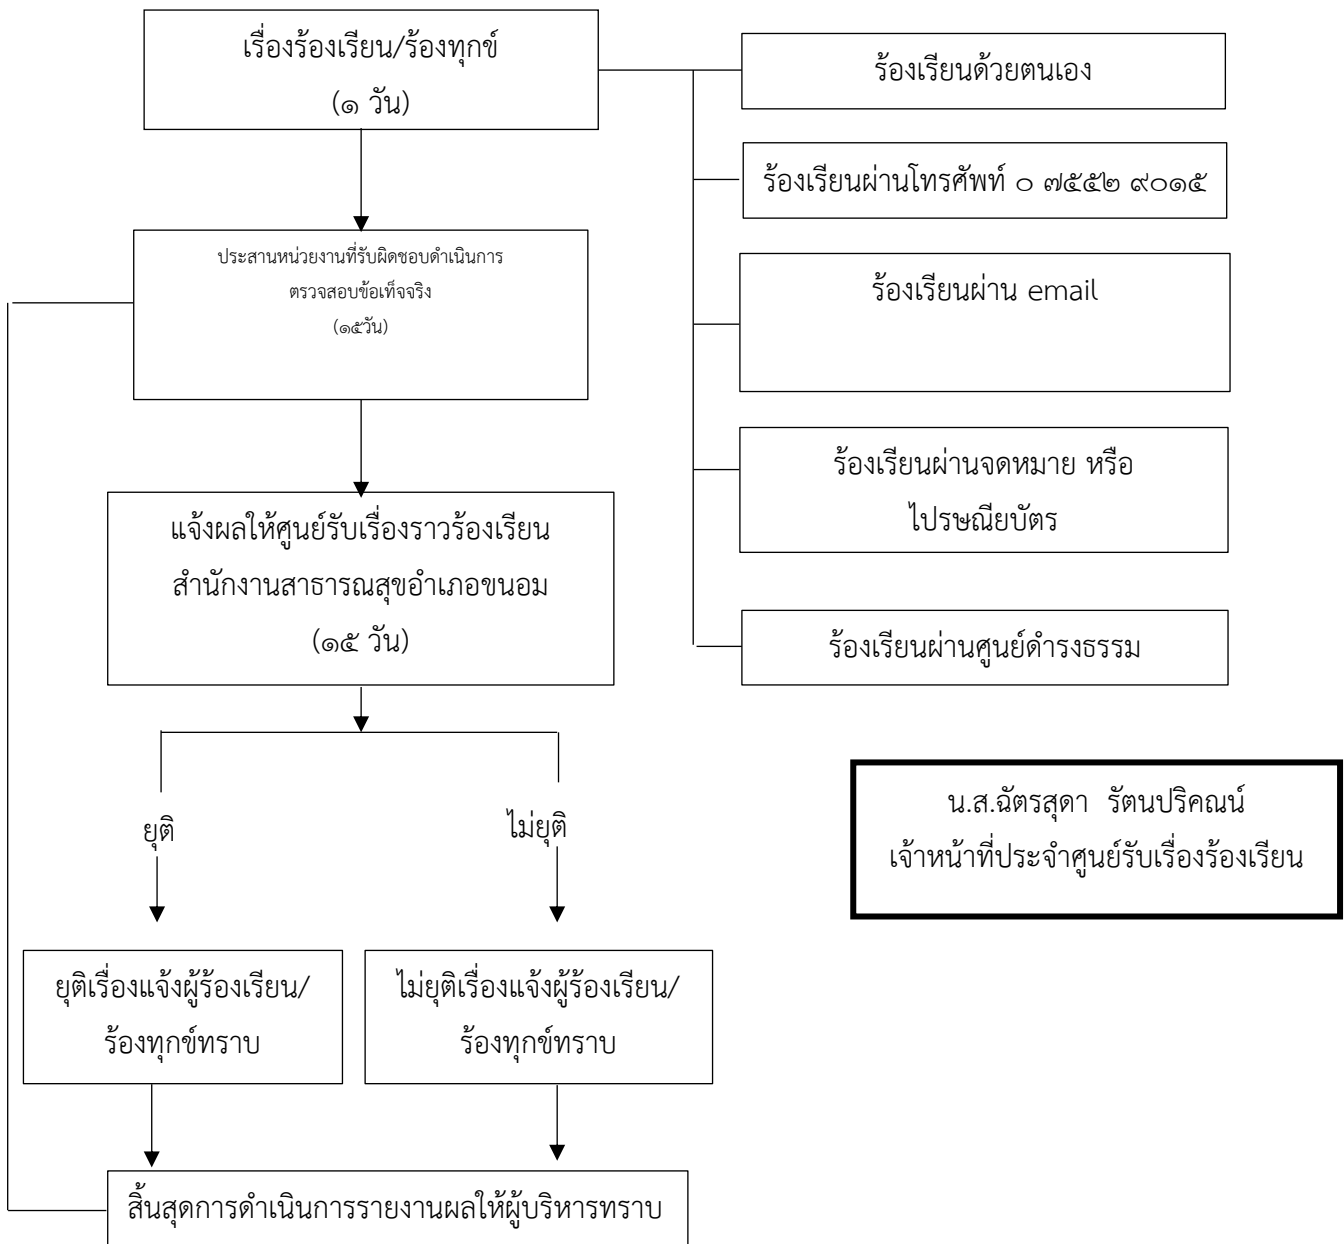 เรื่องร้องเรียน/ร้องทุกข์
(๑ วัน)
ร้องเรียนด้วยตนเอง
ร้องเรียนผ่านโทรศัพท์ ๐ ๗๕๕๒ ๙๐๑๕
ประสานหน่วยงานที่รับผิดชอบดำเนินการ
ตรวจสอบข้อเท็จจริง
(๑๕วัน)
ร้องเรียนผ่าน email
ร้องเรียนผ่านจดหมาย หรือ
ไปรษณียบัตร
แจ้งผลให้ศูนย์รับเรื่องราวร้องเรียน
สำนักงานสาธารณสุขอำเภอขนอม
(๑๕ วัน)
ร้องเรียนผ่านศูนย์ดำรงธรรม
ยุติ
ไม่ยุติ
น.ส.ฉัตรสุดา  รัตนปริคณน์
เจ้าหน้าที่ประจำศูนย์รับเรื่องร้องเรียน
ยุติเรื่องแจ้งผู้ร้องเรียน/
ร้องทุกข์ทราบ
ไม่ยุติเรื่องแจ้งผู้ร้องเรียน/
ร้องทุกข์ทราบ
สิ้นสุดการดำเนินการรายงานผลให้ผู้บริหารทราบ